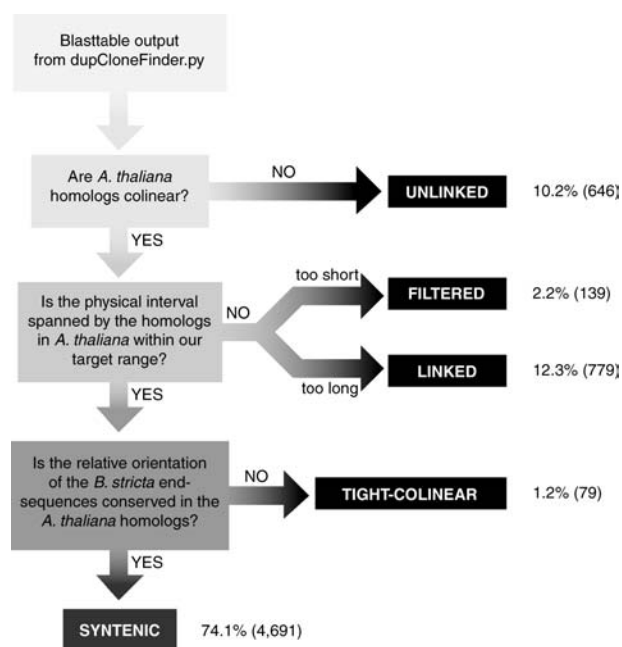 Blasttable output
from dupCloneFinder.py
Are A. thaliana
homologs colinear?
NO
UNLINKED
10.2% (646)
YES
Is the physical interval
spanned by the homologs
in A. thaliana within our
target range?
NO
too short
FILTERED
2.2% (139)
too long
LINKED
12.3% (779)
YES
Is the relative orientation
of the B. stricta end-
sequences conserved in the
A. thaliana homologs?
NO
TIGHT-COLINEAR
1.2% (79)
YES
SYNTENIC
74.1% (4,691)